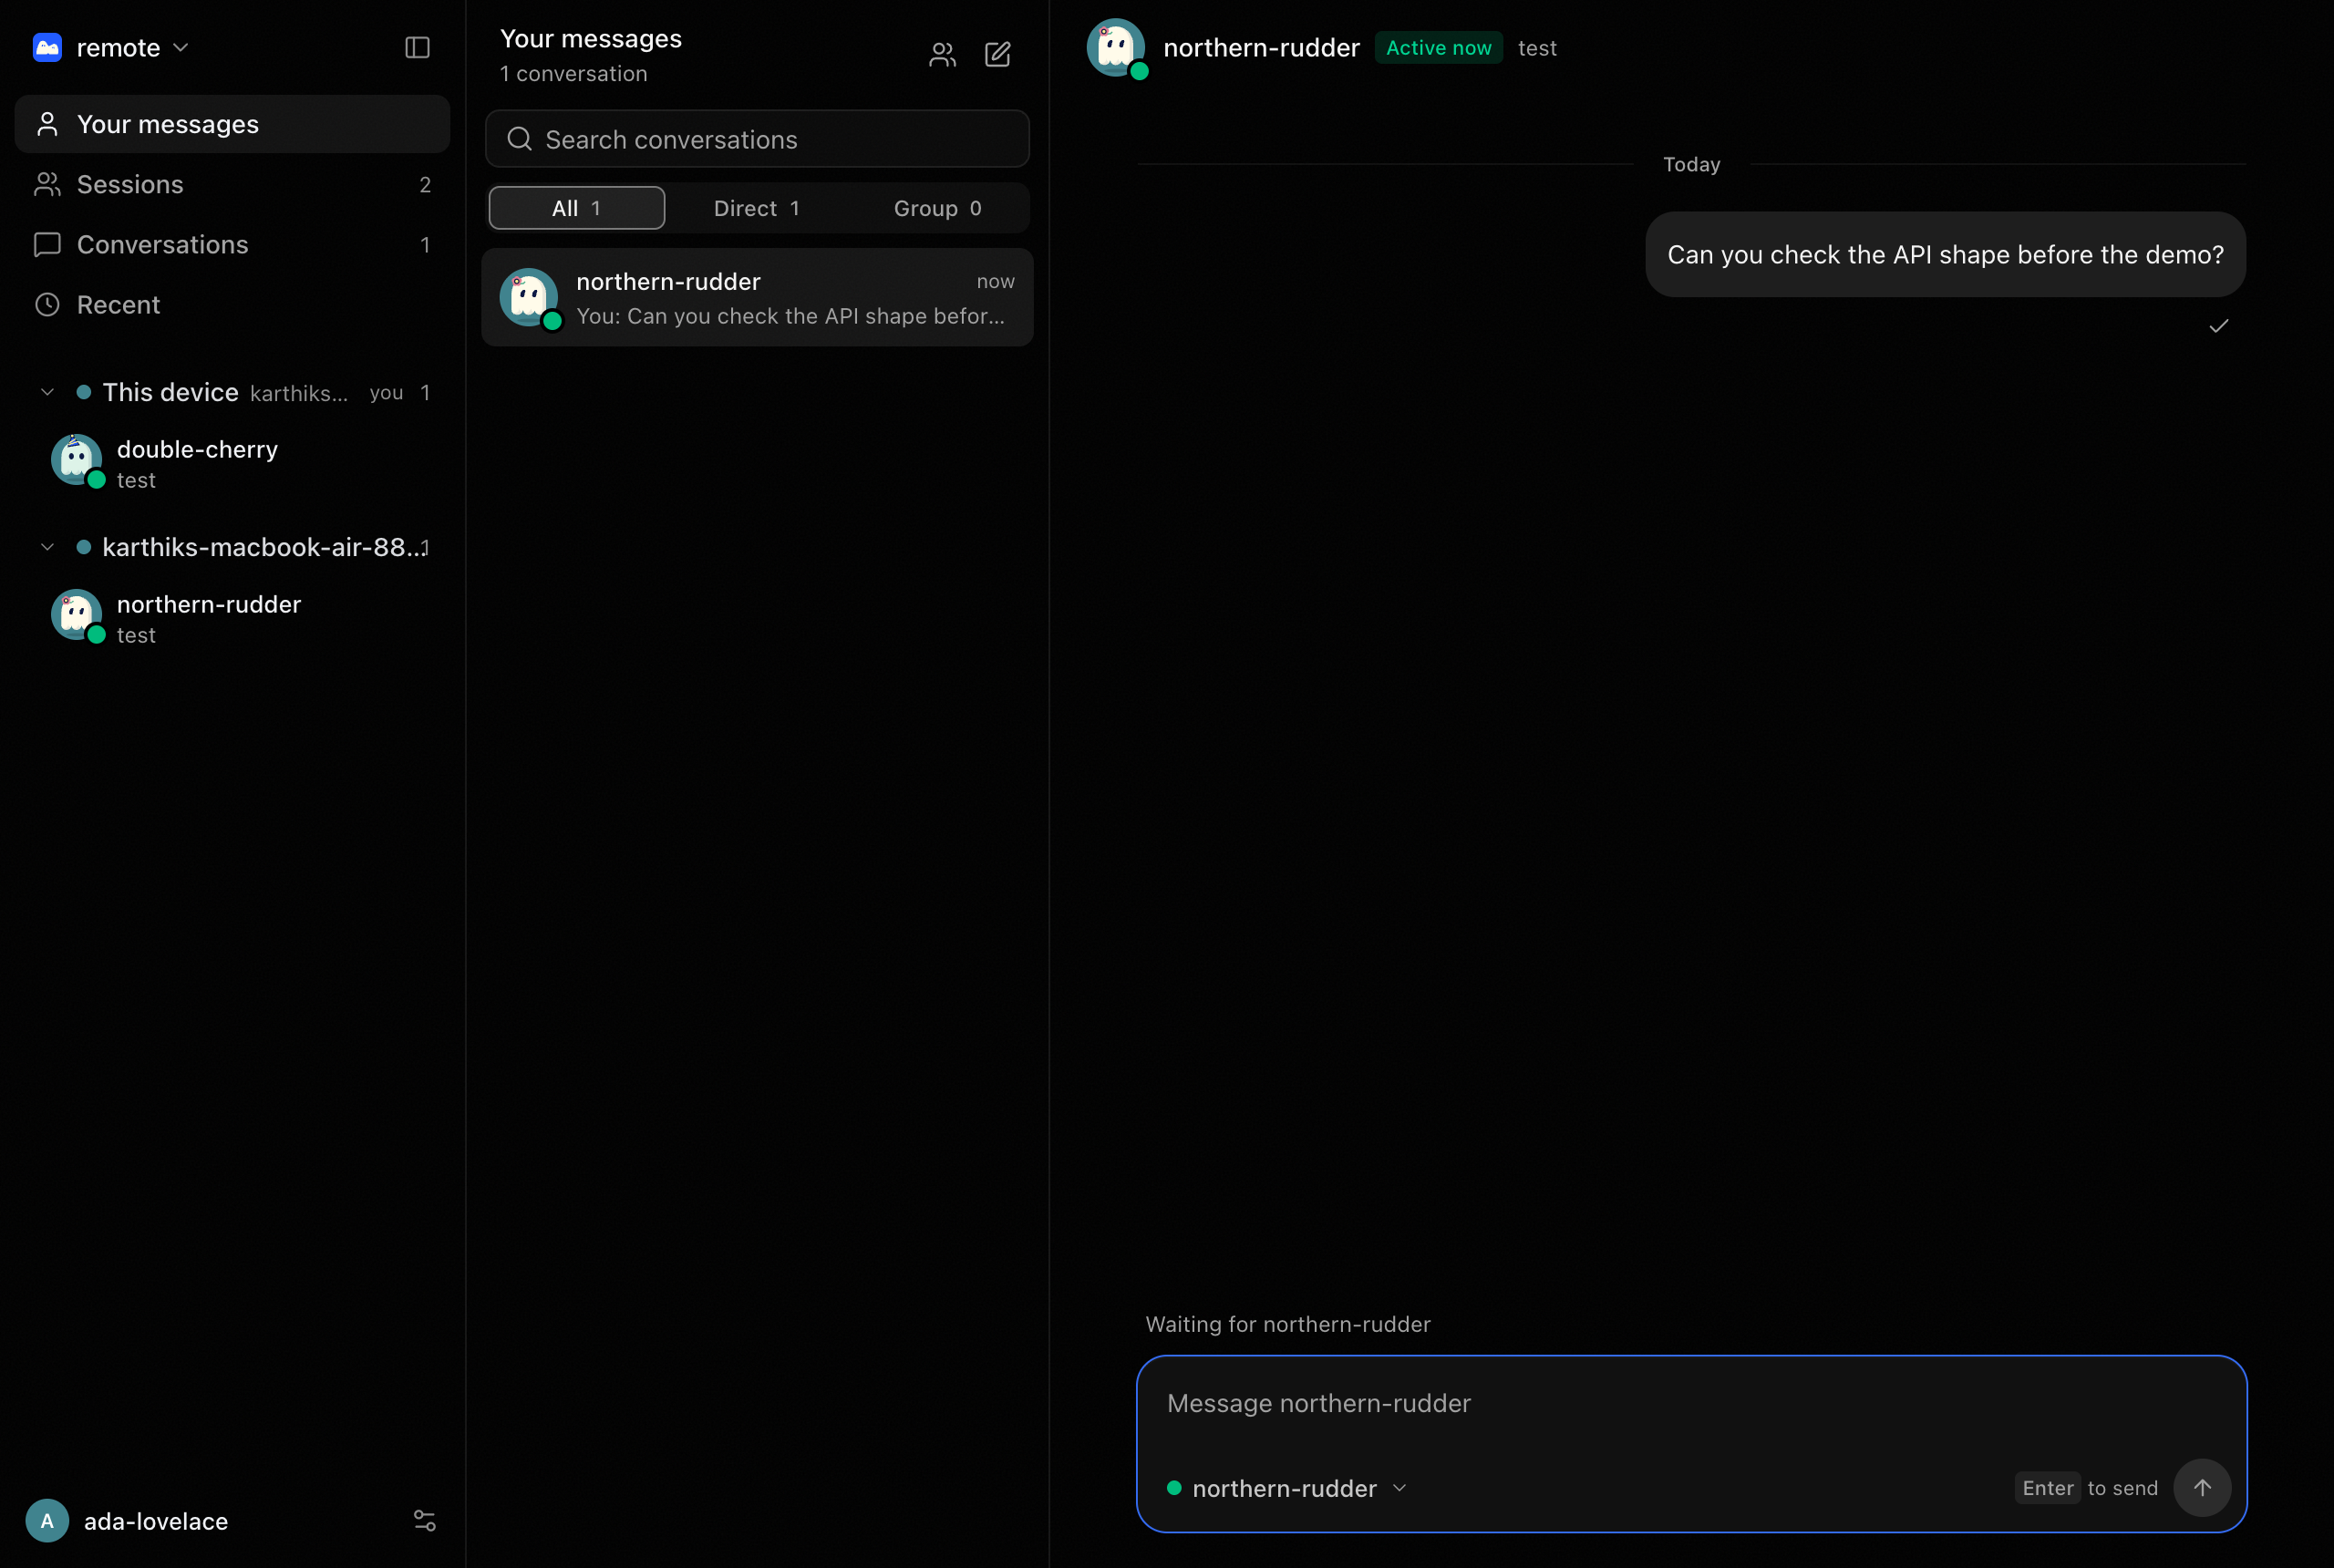 remote
Your messages
Sessions 2
Conversations 1
Recent
This device karthiks... you 1
double-cherry
test
karthiks-macbook-air-88... 1
northern-rudder
test
A ada-lovelace
Your messages
1 conversation
Search conversations
All 1 Direct 1 Group 0
northern-rudder now
You: Can you check the API shape befor...
northern-rudder Active now test
Today
Can you check the API shape before the demo?
Waiting for northern-rudder
Message northern-rudder
northern-rudder Enter to send